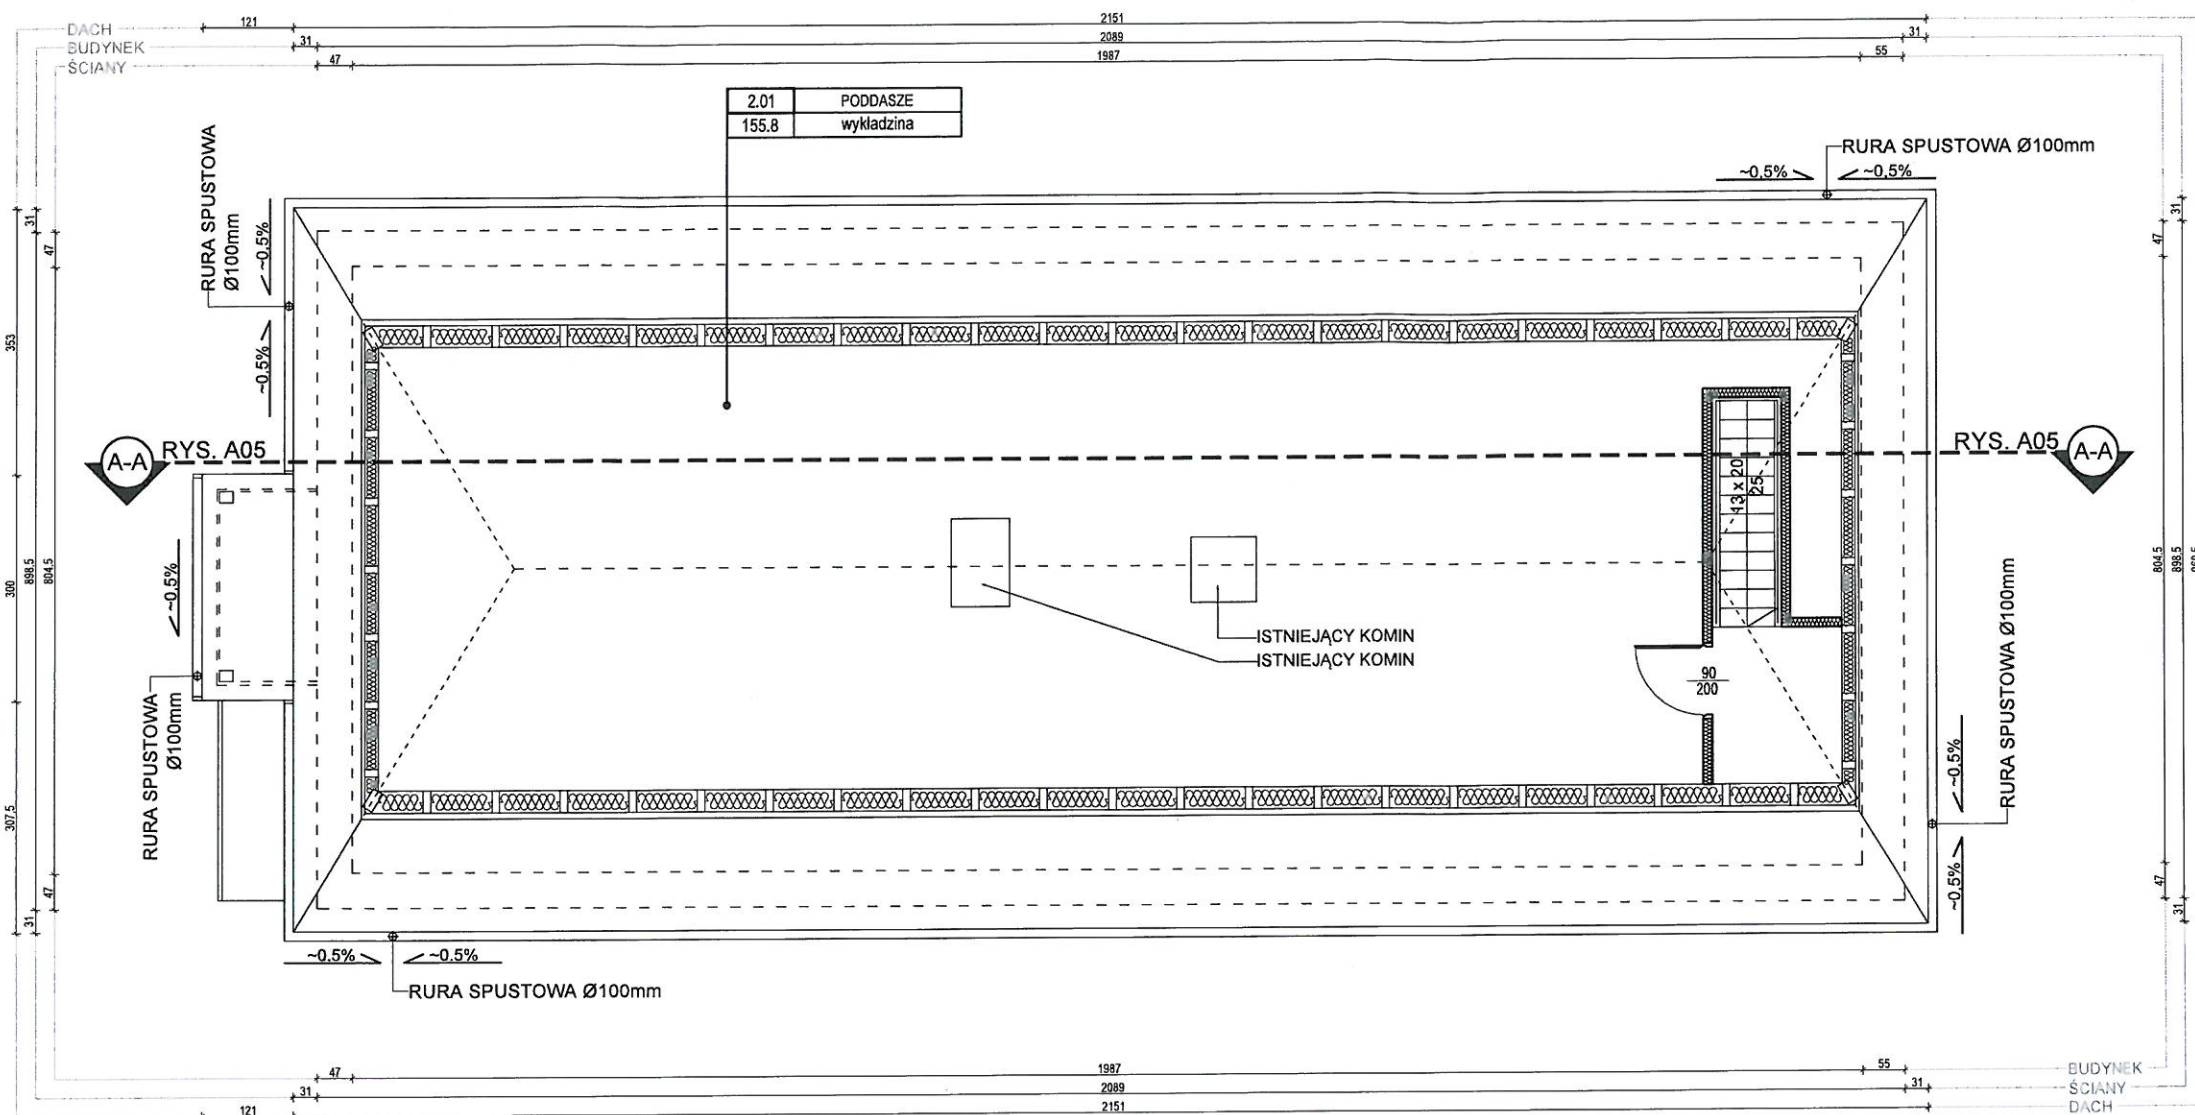 DACH
121
2151
BUDYNEK
31
2089
31
ŚCIANY
47
1987
55
2.01 PODDASZE
155.8 wykładzina
RURA SPUSTOWA
Ø100mm
~0,5%
~0,5%
RURA SPUSTOWA Ø100mm
~0,5%
~0,5%
31
47
353
390
307,5
898,5
804,5
47
31
31
47
804,5
898,5
47
31
A-A
RYS. A05
RYS. A05
A-A
13 x 20
25
ISTNIEJĄCY KOMIN
ISTNIEJĄCY KOMIN
90
200
~0,5%
RURA SPUSTOWA
Ø100mm
RURA SPUSTOWA Ø100mm
~0,5%
~0,5%
~0,5%
~0,5%
RURA SPUSTOWA Ø100mm
47
1987
55
BUDYNEK
31
2089
31
ŚCIANY
121
2151
DACH